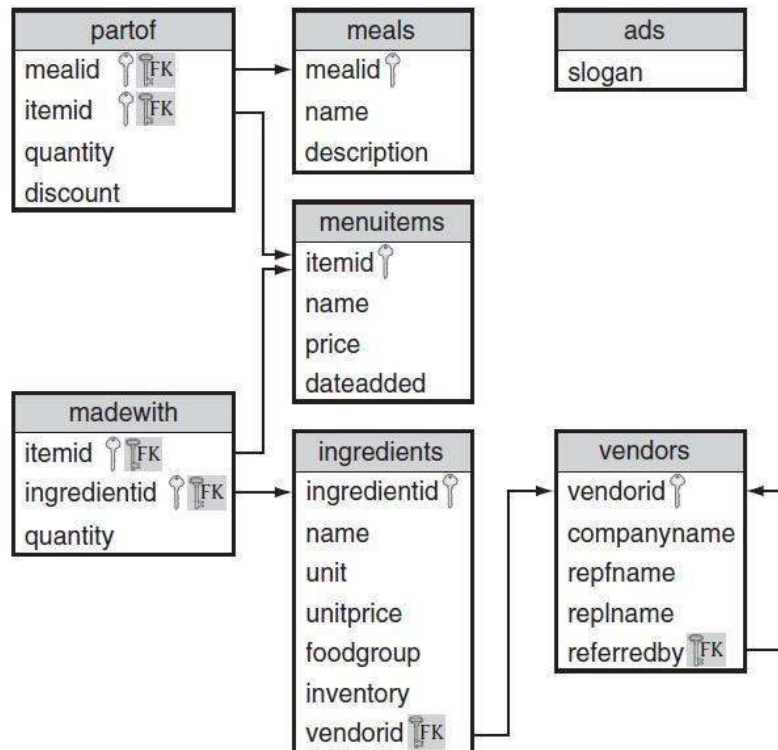 partof
mealid FK
itemid FK
quantity
discount
meals
mealid
name
description
ads
slogan
menuitems
itemid
name
price
dateadded
madewith
itemid FK
ingredientid FK
quantity
ingredients
ingredientid
name
unit
unitprice
foodgroup
inventory
vendorid FK
vendors
vendorid
companyname
repfname
replname
referredby FK